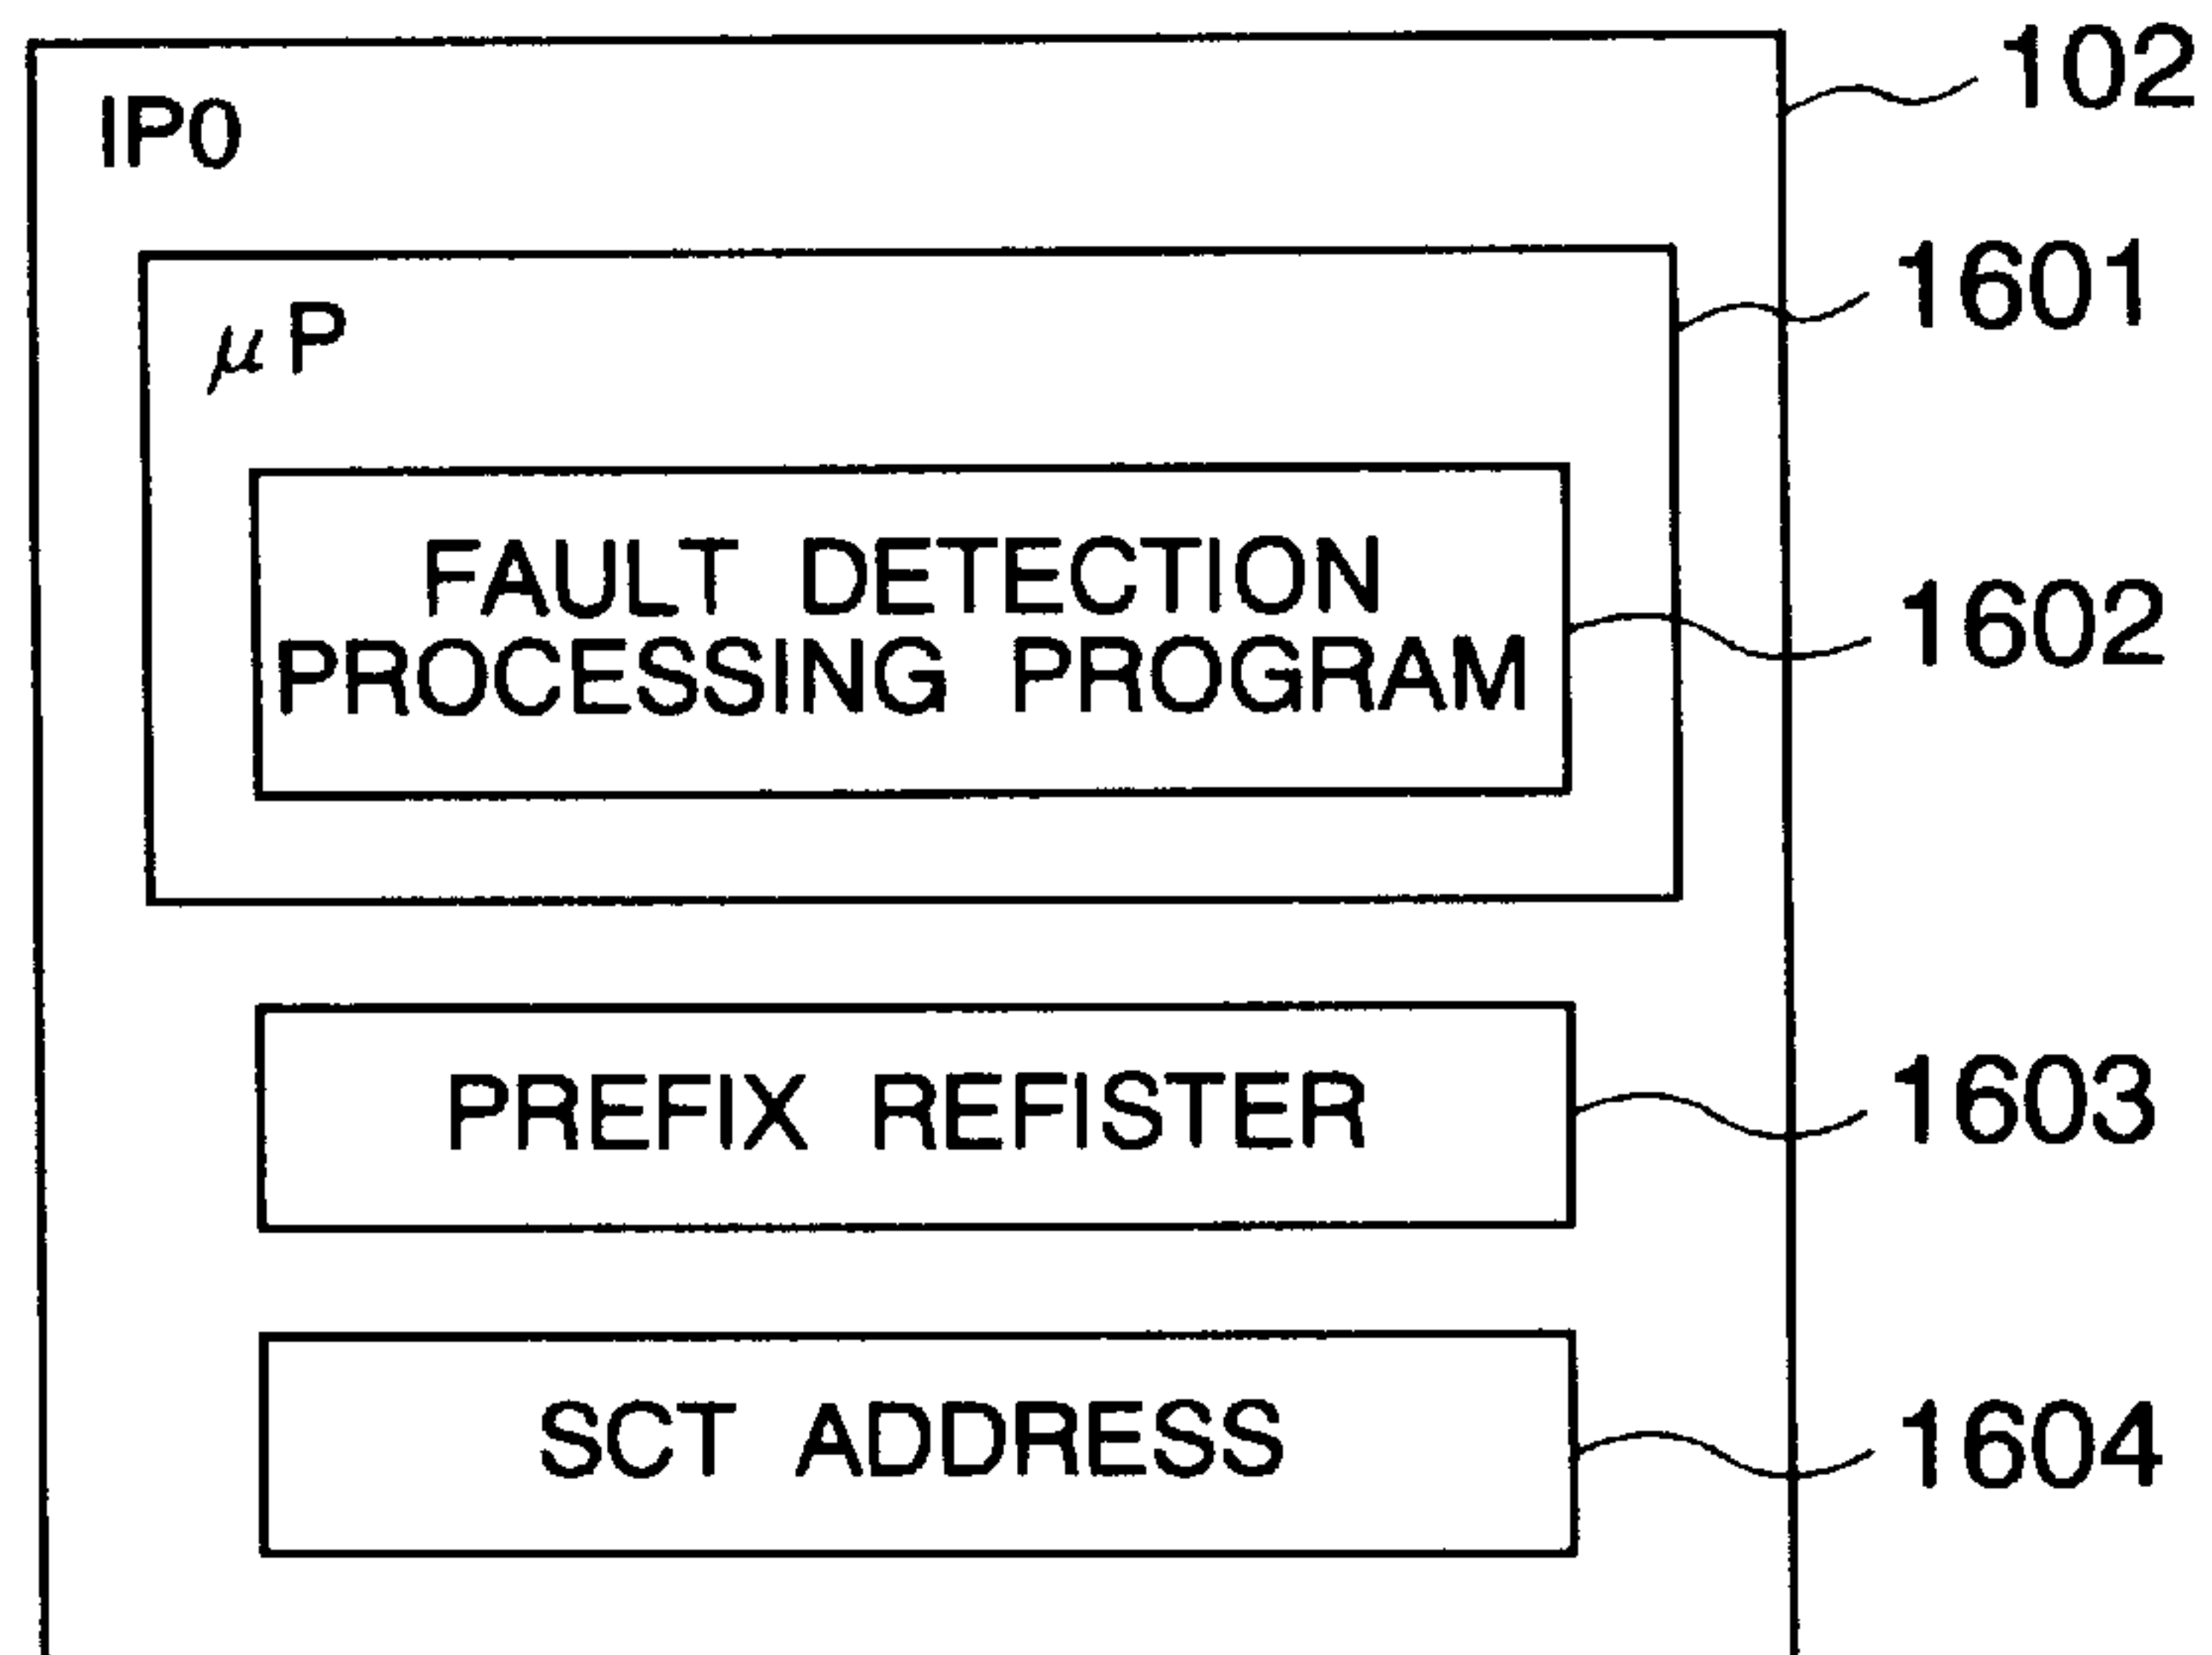 102
IP0
1601
μP
FAULT DETECTION
PROCESSING PROGRAM
1602
PREFIX REFISTER
1603
SCT ADDRESS
1604